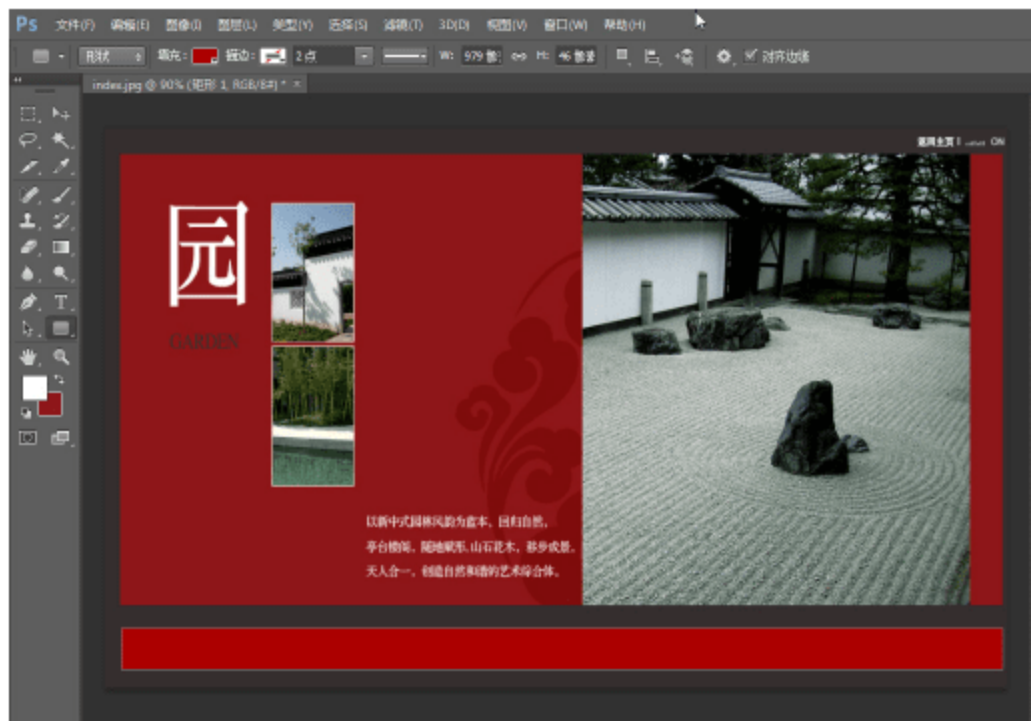 Ps 文件(F) 编辑(E) 图像(I) 图层(L) 类型(Y) 选择(S) 滤镜(T) 3D(D) 视图(V) 窗口(W) 帮助(H)
形状 填充: 描边: 2点 W: 979 像 H: 46 像素 对齐边缘
index.jpg @ 90% (矩形 1, RGB/8#) * ×
返回主页 | ON
园
GARDEN
以新中式园林风韵为蓝本，回归自然，
亭台楼阁，随地赋形，山石花木，移步成景。
天人合一，创造自然和谐的艺术综合体。
T